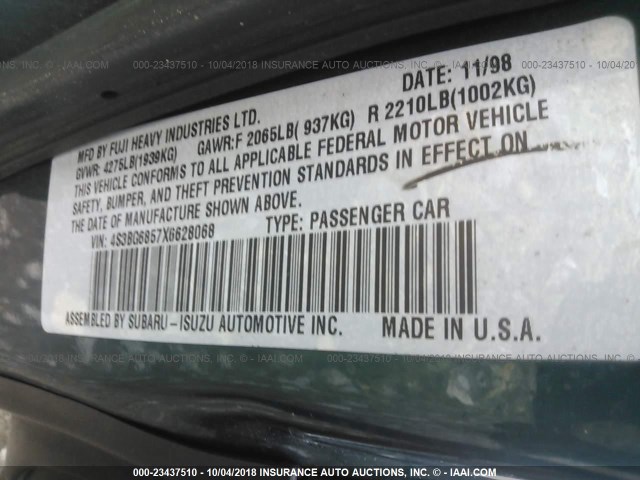 000-23437510 - 10/04/2018 INSURANCE AUTO AUCTIONS, INC. - © IAAI.COM
DATE: 11/98
MFD BY FUJI HEAVY INDUSTRIES LTD.
GVWR: 4275LB(1939KG) GAWR:F 2065LB( 937KG) R 2210LB(1002KG)
THIS VEHICLE CONFORMS TO ALL APPLICABLE FEDERAL MOTOR VEHICLE
SAFETY, BUMPER, AND THEFT PREVENTION STANDARDS IN EFFECT ON
THE DATE OF MANUFACTURE SHOWN ABOVE.
VIN: 4S3BG6857X6628068 TYPE: PASSENGER CAR
ASSEMBLED BY SUBARU-ISUZU AUTOMOTIVE INC. MADE IN U.S.A.
000-23437510 - 10/04/2018 INSURANCE AUTO AUCTIONS, INC. - © IAAI.COM